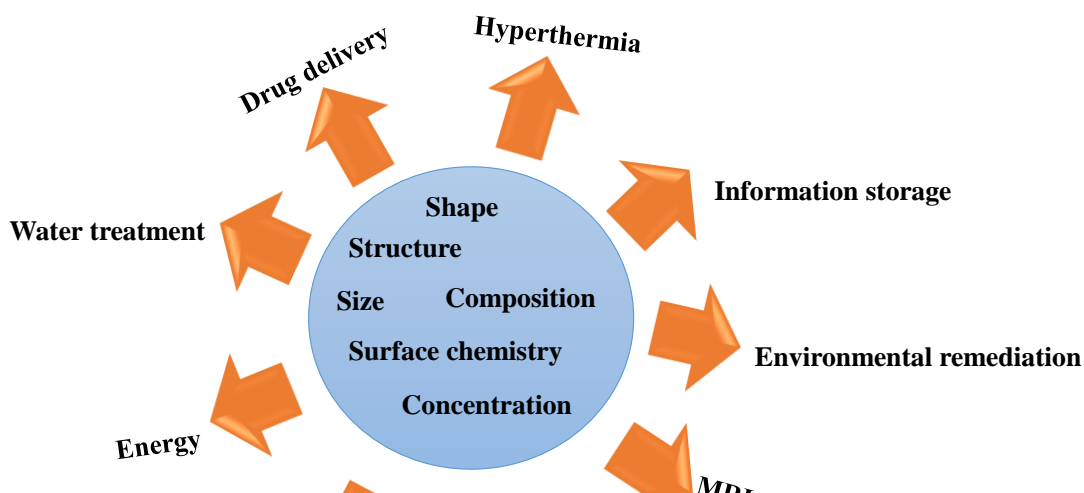 Hyperthermia
Drug delivery
Information storage
Water treatment
Shape
Structure
Size
Composition
Surface chemistry
Environmental remediation
Concentration
Energy